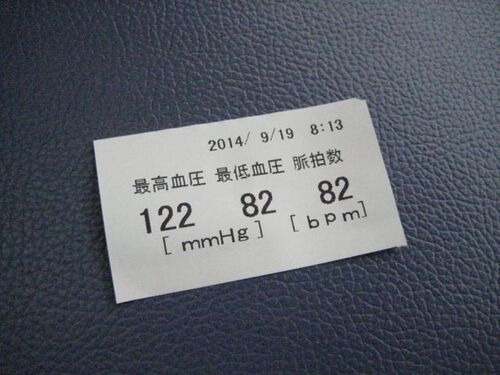 2014/ 9/19 8:13
最高血圧 最低血圧 脈拍数
122 82 82
[ mmHg ] [ bpm]